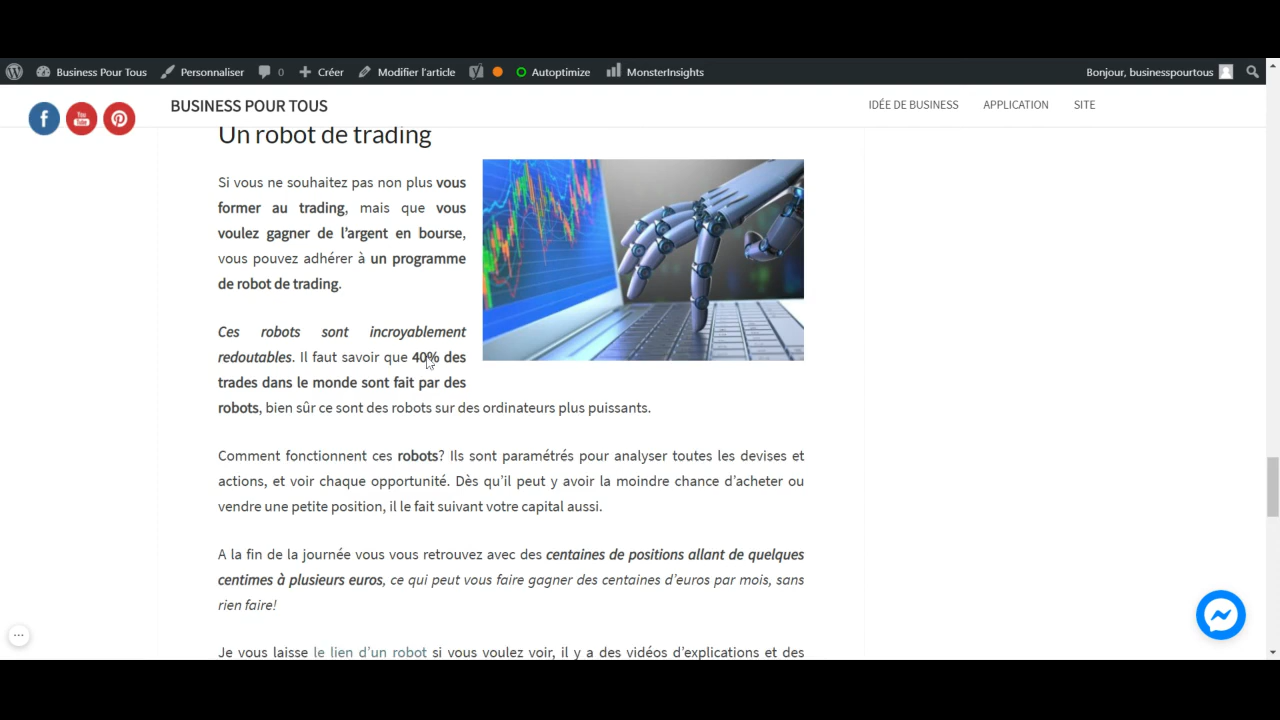 Business Pour Tous 0 Personnaliser Créer Modifier l'article Autoptimize MonsterInsights Bonjour, businesspourtous
BUSINESS POUR TOUS IDÉE DE BUSINESS APPLICATION SITE
You Tube
Un robot de trading
Si vous ne souhaitez pas non plus vous
former au trading, mais que vous
voulez gagner de l'argent en bourse,
vous pouvez adhérer à un programme
de robot de trading.
Ces robots sont incroyablement
redoutables. Il faut savoir que 40% des
trades dans le monde sont fait par des
robots, bien sûr ce sont des robots sur des ordinateurs plus puissants.
Comment fonctionnent ces robots? Ils sont paramétrés pour analyser toutes les devises et
actions, et voir chaque opportunité. Dès qu'il peut y avoir la moindre chance d'acheter ou
vendre une petite position, il le fait suivant votre capital aussi.
A la fin de la journée vous vous retrouvez avec des centaines de positions allant de quelques
centimes à plusieurs euros, ce qui peut vous faire gagner des centaines d'euros par mois, sans
rien faire!
Je vous laisse le lien d'un robot si vous voulez voir, il y a des vidéos d'explications et des